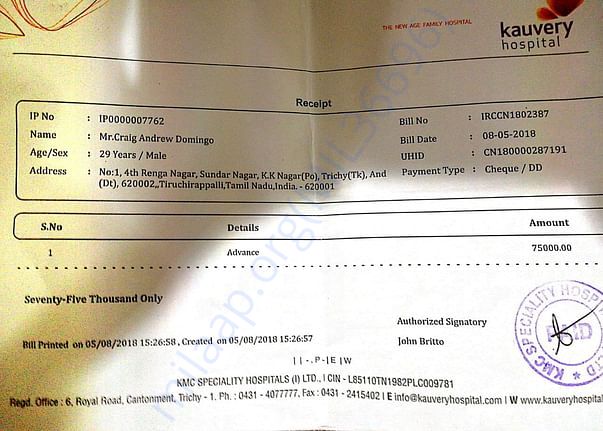 THE NEW AGE FAMILY HOSPITAL
kauvery
hospital
Receipt
IP No : IP0000007762
Name : Mr.Craig Andrew Domingo
Age/Sex : 29 Years / Male
Address : No:1, 4th Renga Nagar, Sundar Nagar, K.K Nagar(Po), Trichy(Tk), And
(Dt), 620002,,Tiruchirappalli,Tamil Nadu,India. - 620001
Bill No : IRCCN1802387
Bill Date : 08-05-2018
UHID : CN180000287191
Payment Type : Cheque / DD
S.No Details Amount
1 Advance 75000.00
Seventy-Five Thousand Only
Authorized Signatory
Bill Printed on 05/08/2018 15:26:58, Created on 05/08/2018 15:26:57
John Britto
| | -. P-|E |W
KMC SPECIALITY HOSPITALS (I) LTD., | CIN - L85110TN1982PLC009781
Regd. Office : 6, Royal Road, Cantonment, Trichy - 1. Ph. : 0431 - 4077777, Fax : 0431 - 2415402 | E info@kauveryhospital.com | W www.kauveryhospital.
KMC SPECIALITY HOSP
milaap.org